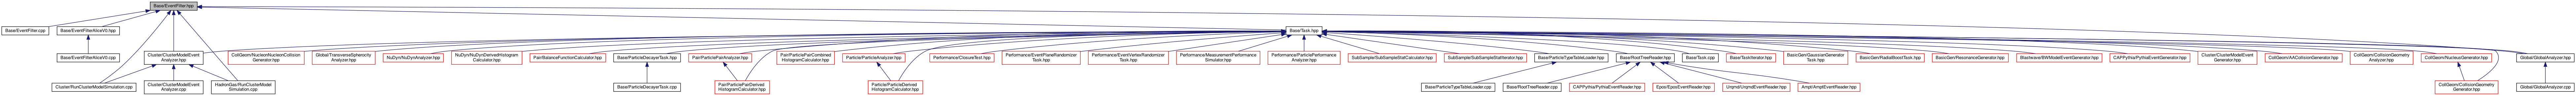 Base/EventFilter.hpp
Base/Task.hpp
Base/EventFilter.cpp
Base/EventFilterAliceV0.hpp
Base/EventFilterAliceV0.cpp
Cluster/ClusterModelEvent
Analyzer.hpp
CollGeom/NucleonNucleonCollision
Generator.hpp
Global/TransverseSpherocity
Analyzer.hpp
NuDyn/NuDynAnalyzer.hpp
NuDyn/NuDynDerivedHistogram
Calculator.hpp
Pair/BalanceFunctionCalculator.hpp
Base/ParticleDecayerTask.hpp
Pair/ParticlePairAnalyzer.hpp
Pair/ParticlePairCombined
HistogramCalculator.hpp
Particle/ParticleAnalyzer.hpp
Performance/ClosureTest.hpp
Performance/EventPlaneRandomizer
Task.hpp
Performance/EventVertexRandomizer
Task.hpp
Performance/MeasurementPerformance
Simulator.hpp
Performance/ParticlePerformance
Analyzer.hpp
SubSample/SubSampleStatCalculator.hpp
SubSample/SubSampleStatIterator.hpp
Base/ParticleTypeTableLoader.hpp
Base/RootTreeReader.hpp
Base/Task.cpp
Base/TaskIterator.hpp
BasicGen/GaussianGenerator
Task.hpp
BasicGen/RadialBoostTask.hpp
BasicGen/ResonanceGenerator.hpp
Blastwave/BWModelEventGenerator.hpp
CAPPythia/PythiaEventGenerator.hpp
Cluster/ClusterModelEvent
Generator.hpp
CollGeom/AACollisionGenerator.hpp
CollGeom/CollisionGeometry
Analyzer.hpp
CollGeom/NucleusGenerator.hpp
Global/GlobalAnalyzer.hpp
Cluster/RunClusterModelSimulation.cpp
Cluster/ClusterModelEvent
Analyzer.cpp
HadronGas/RunClusterModel
Simulation.cpp
Base/ParticleDecayerTask.cpp
Pair/ParticlePairDerived
HistogramCalculator.hpp
Particle/ParticleDerived
HistogramCalculator.hpp
Base/ParticleTypeTableLoader.cpp
Base/RootTreeReader.cpp
CAPPythia/PythiaEventReader.hpp
Epos/EposEventReader.hpp
Urqmd/UrqmdEventReader.hpp
Ampt/AmptEventReader.hpp
CollGeom/CollisionGeometry
Generator.hpp
Global/GlobalAnalyzer.cpp